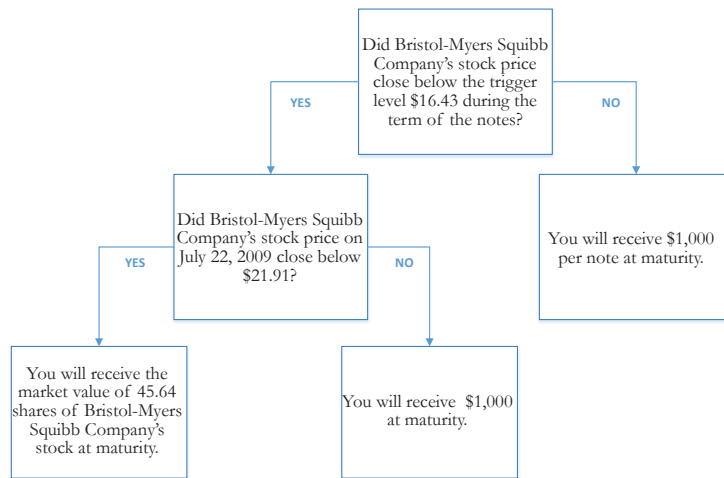 Did Bristol-Myers Squibb
Company's stock price
close below the trigger
level $16.43 during the
term of the notes?
YES
NO
Did Bristol-Myers Squibb
Company's stock price on
July 22, 2009 close below
$21.91?
You will receive $1,000
per note at maturity.
YES
NO
You will receive the
market value of 45.64
shares of Bristol-Myers
Squibb Company's
stock at maturity.
You will receive $1,000
at maturity.